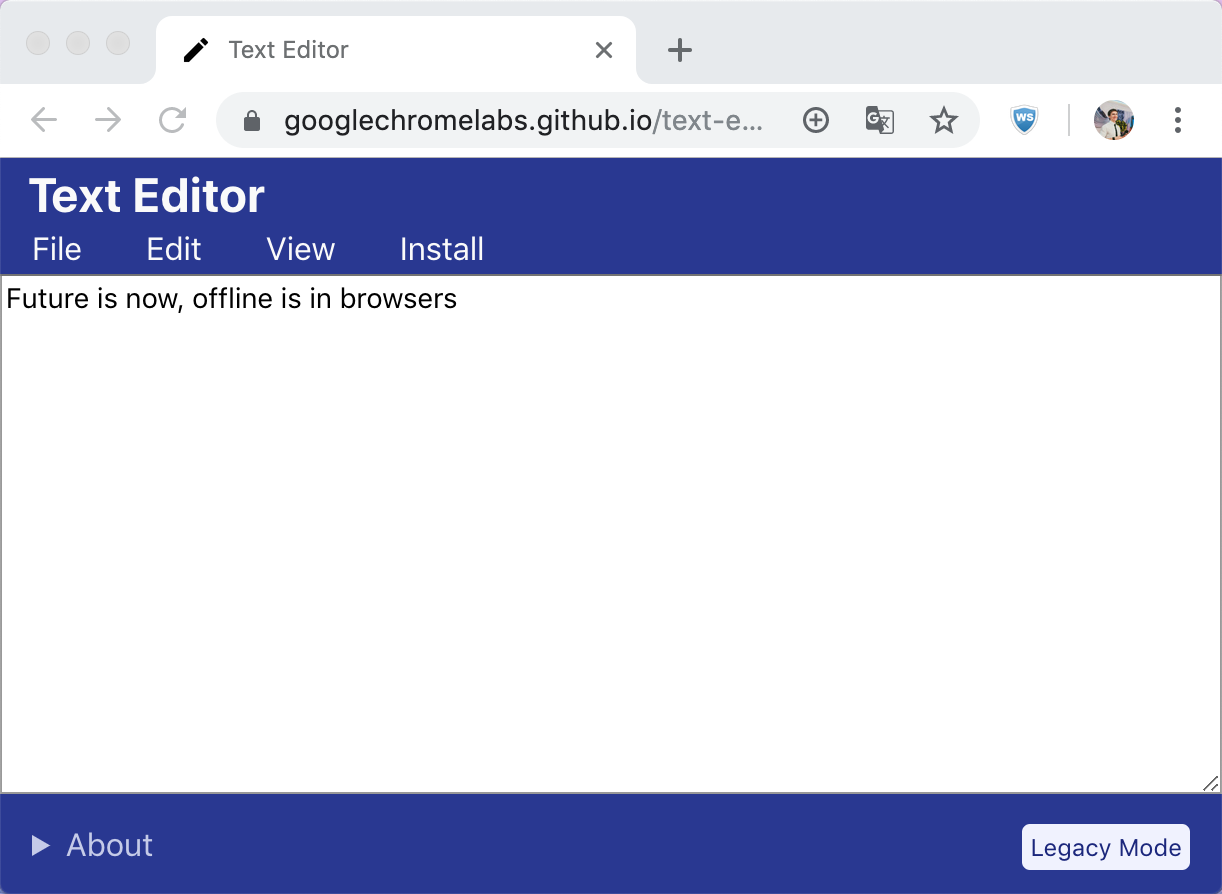 Text Editor
googlechromelabs.github.io/text-e...
WS
Text Editor
File Edit View Install
Future is now, offline is in browsers
About
Legacy Mode